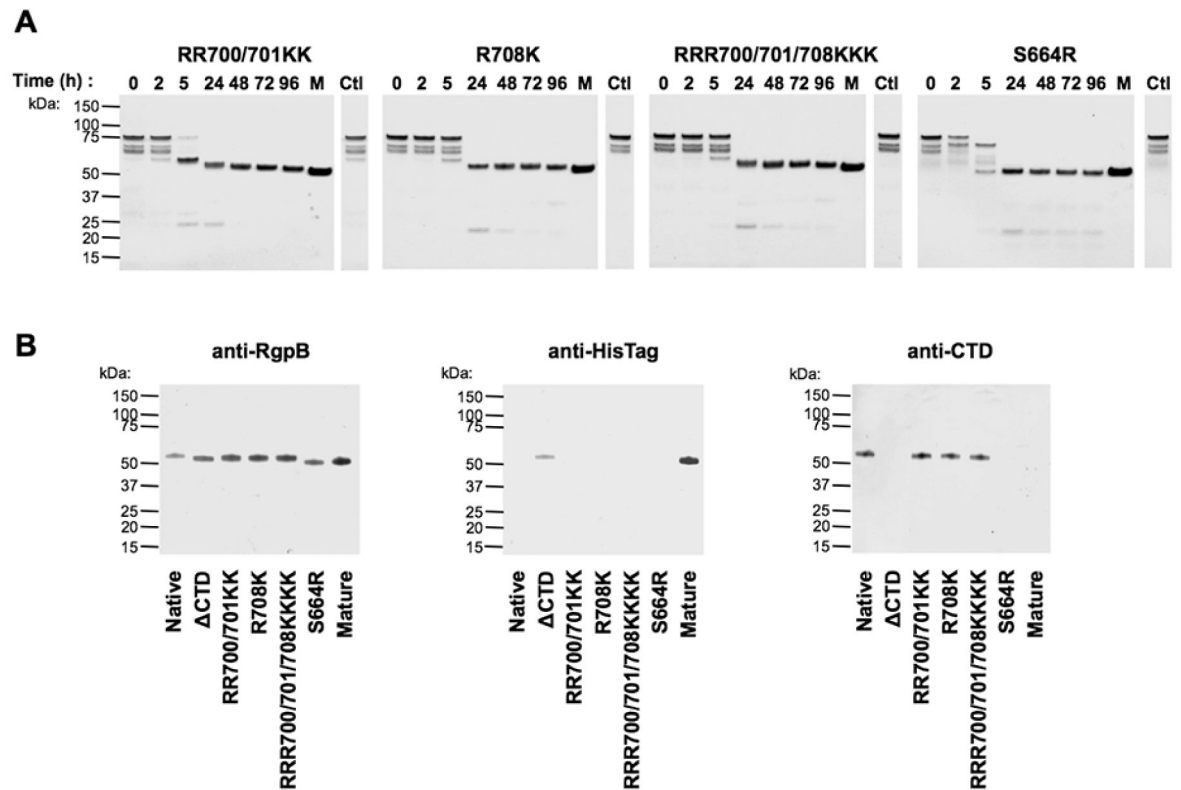 A
RR700/701KK R708K RRR700/701/708KKK S664R
Time (h) : 0 2 5 24 48 72 96 M Ctl 0 2 5 24 48 72 96 M Ctl 0 2 5 24 48 72 96 M Ctl 0 2 5 24 48 72 96 M Ctl
kDa:
150
100
75
50
37
25
20
15
B
anti-RgpB anti-HisTag anti-CTD
kDa: kDa: kDa:
150 150 150
100 100 100
75 75 75
50 50 50
37 37 37
25 25 25
20 20 20
15 15 15
Native
ΔCTD
RR700/701KK
R708K
RRR700/701/708KKKK
S664R
Mature
Native
ΔCTD
RR700/701KK
R708K
RRR700/701/708KKK
S664R
Mature
Native
ΔCTD
RR700/701KK
R708K
RRR700/701/708KKK
S664R
Mature